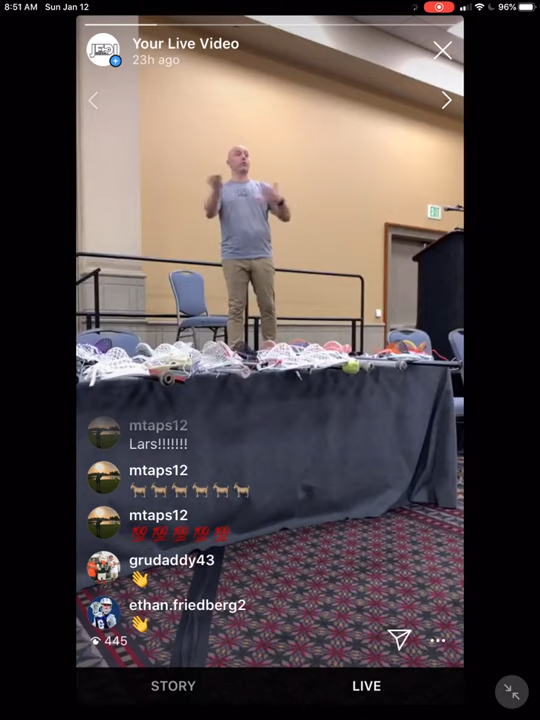 8:51 AM Sun Jan 12
96%
JEDI
Your Live Video
23h ago
EXIT
mtaps12
Lars!!!!!!!
mtaps12
🐐🐐🐐🐐🐐🐐
mtaps12
💯💯💯💯💯
grudaddy43
👋
ethan.friedberg2
👋
445
STORY
LIVE